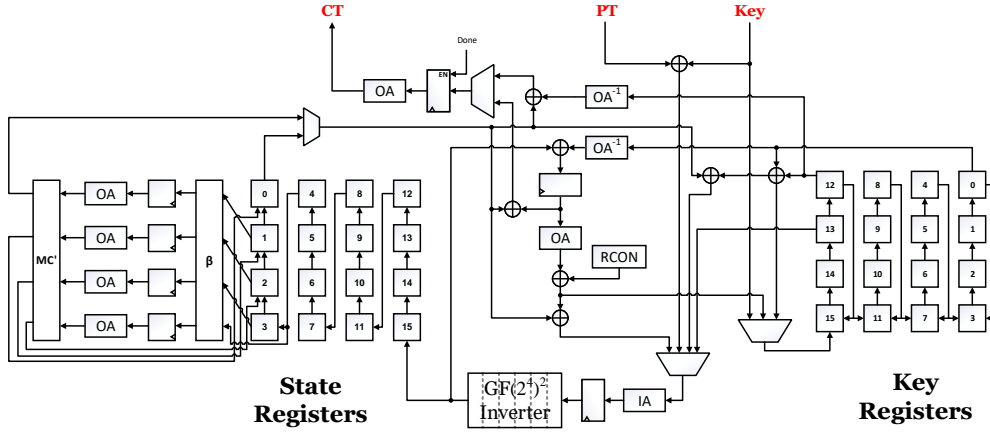 CT
PT
Key
Done
EN
OA
OA⁻¹
OA⁻¹
0 4 8 12
12 8 4 0
OA
OA
1 5 9 13
13 9 5 1
OA
MC'
β
RCON
OA
2 6 10 14
14 10 6 2
OA
3 7 11 15
15 11 7 3
State
Registers
GF(2⁴)²
Inverter
IA
Key
Registers